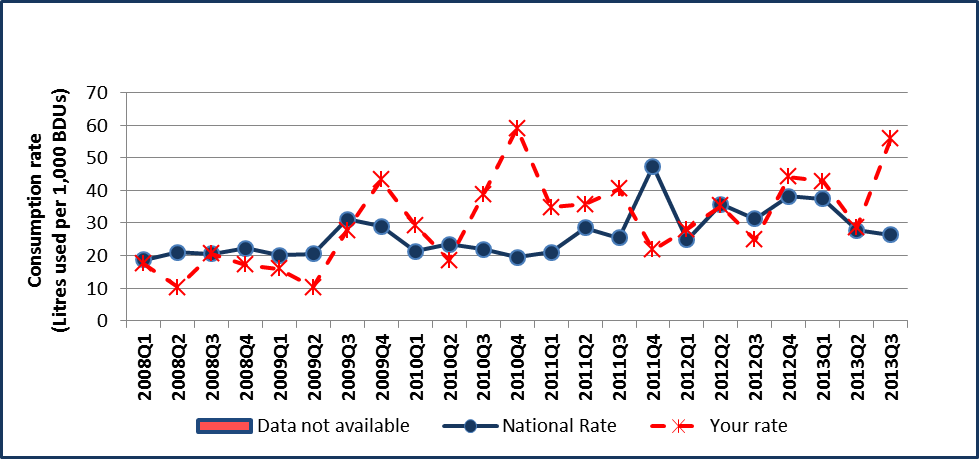 Consumption rate
(Litres used per 1,000 BDUs)
70
60
50
40
30
20
10
0
2008Q1
2008Q2
2008Q3
2008Q4
2009Q1
2009Q2
2009Q3
2009Q4
2010Q1
2010Q2
2010Q3
2010Q4
2011Q1
2011Q2
2011Q3
2011Q4
2012Q1
2012Q2
2012Q3
2012Q4
2013Q1
2013Q2
2013Q3
Data not available National Rate Your rate